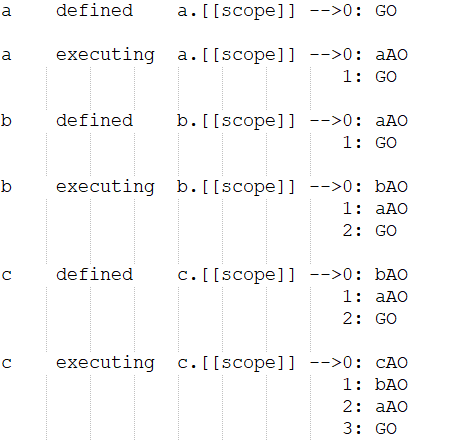 a    defined    a.[[scope]] -->0: GO
a    executing  a.[[scope]] -->0: aAO
1: GO
b    defined    b.[[scope]] -->0: aAO
1: GO
b    executing  b.[[scope]] -->0: bAO
1: aAO
2: GO
c    defined    c.[[scope]] -->0: bAO
1: aAO
2: GO
c    executing  c.[[scope]] -->0: cAO
1: bAO
2: aAO
3: GO